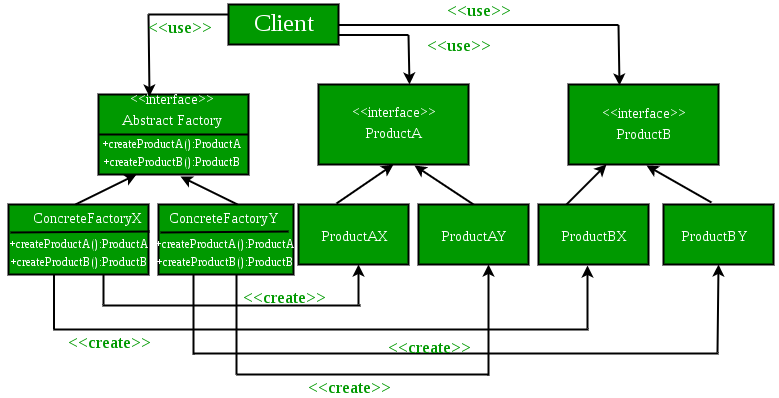 Client
<<use>>
<<use>>
<<use>>
<<interface>>
Abstract Factory
+createProductA():ProductA
+createProductB():ProductB
<<interface>>
ProductA
<<interface>>
ProductB
ConcreteFactoryX
+createProductA():ProductA
+createProductB():ProductB
ConcreteFactoryY
+createProductA():ProductA
+createProductB():ProductB
ProductAX
ProductAY
ProductBX
ProductBY
<<create>>
<<create>>
<<create>>
<<create>>